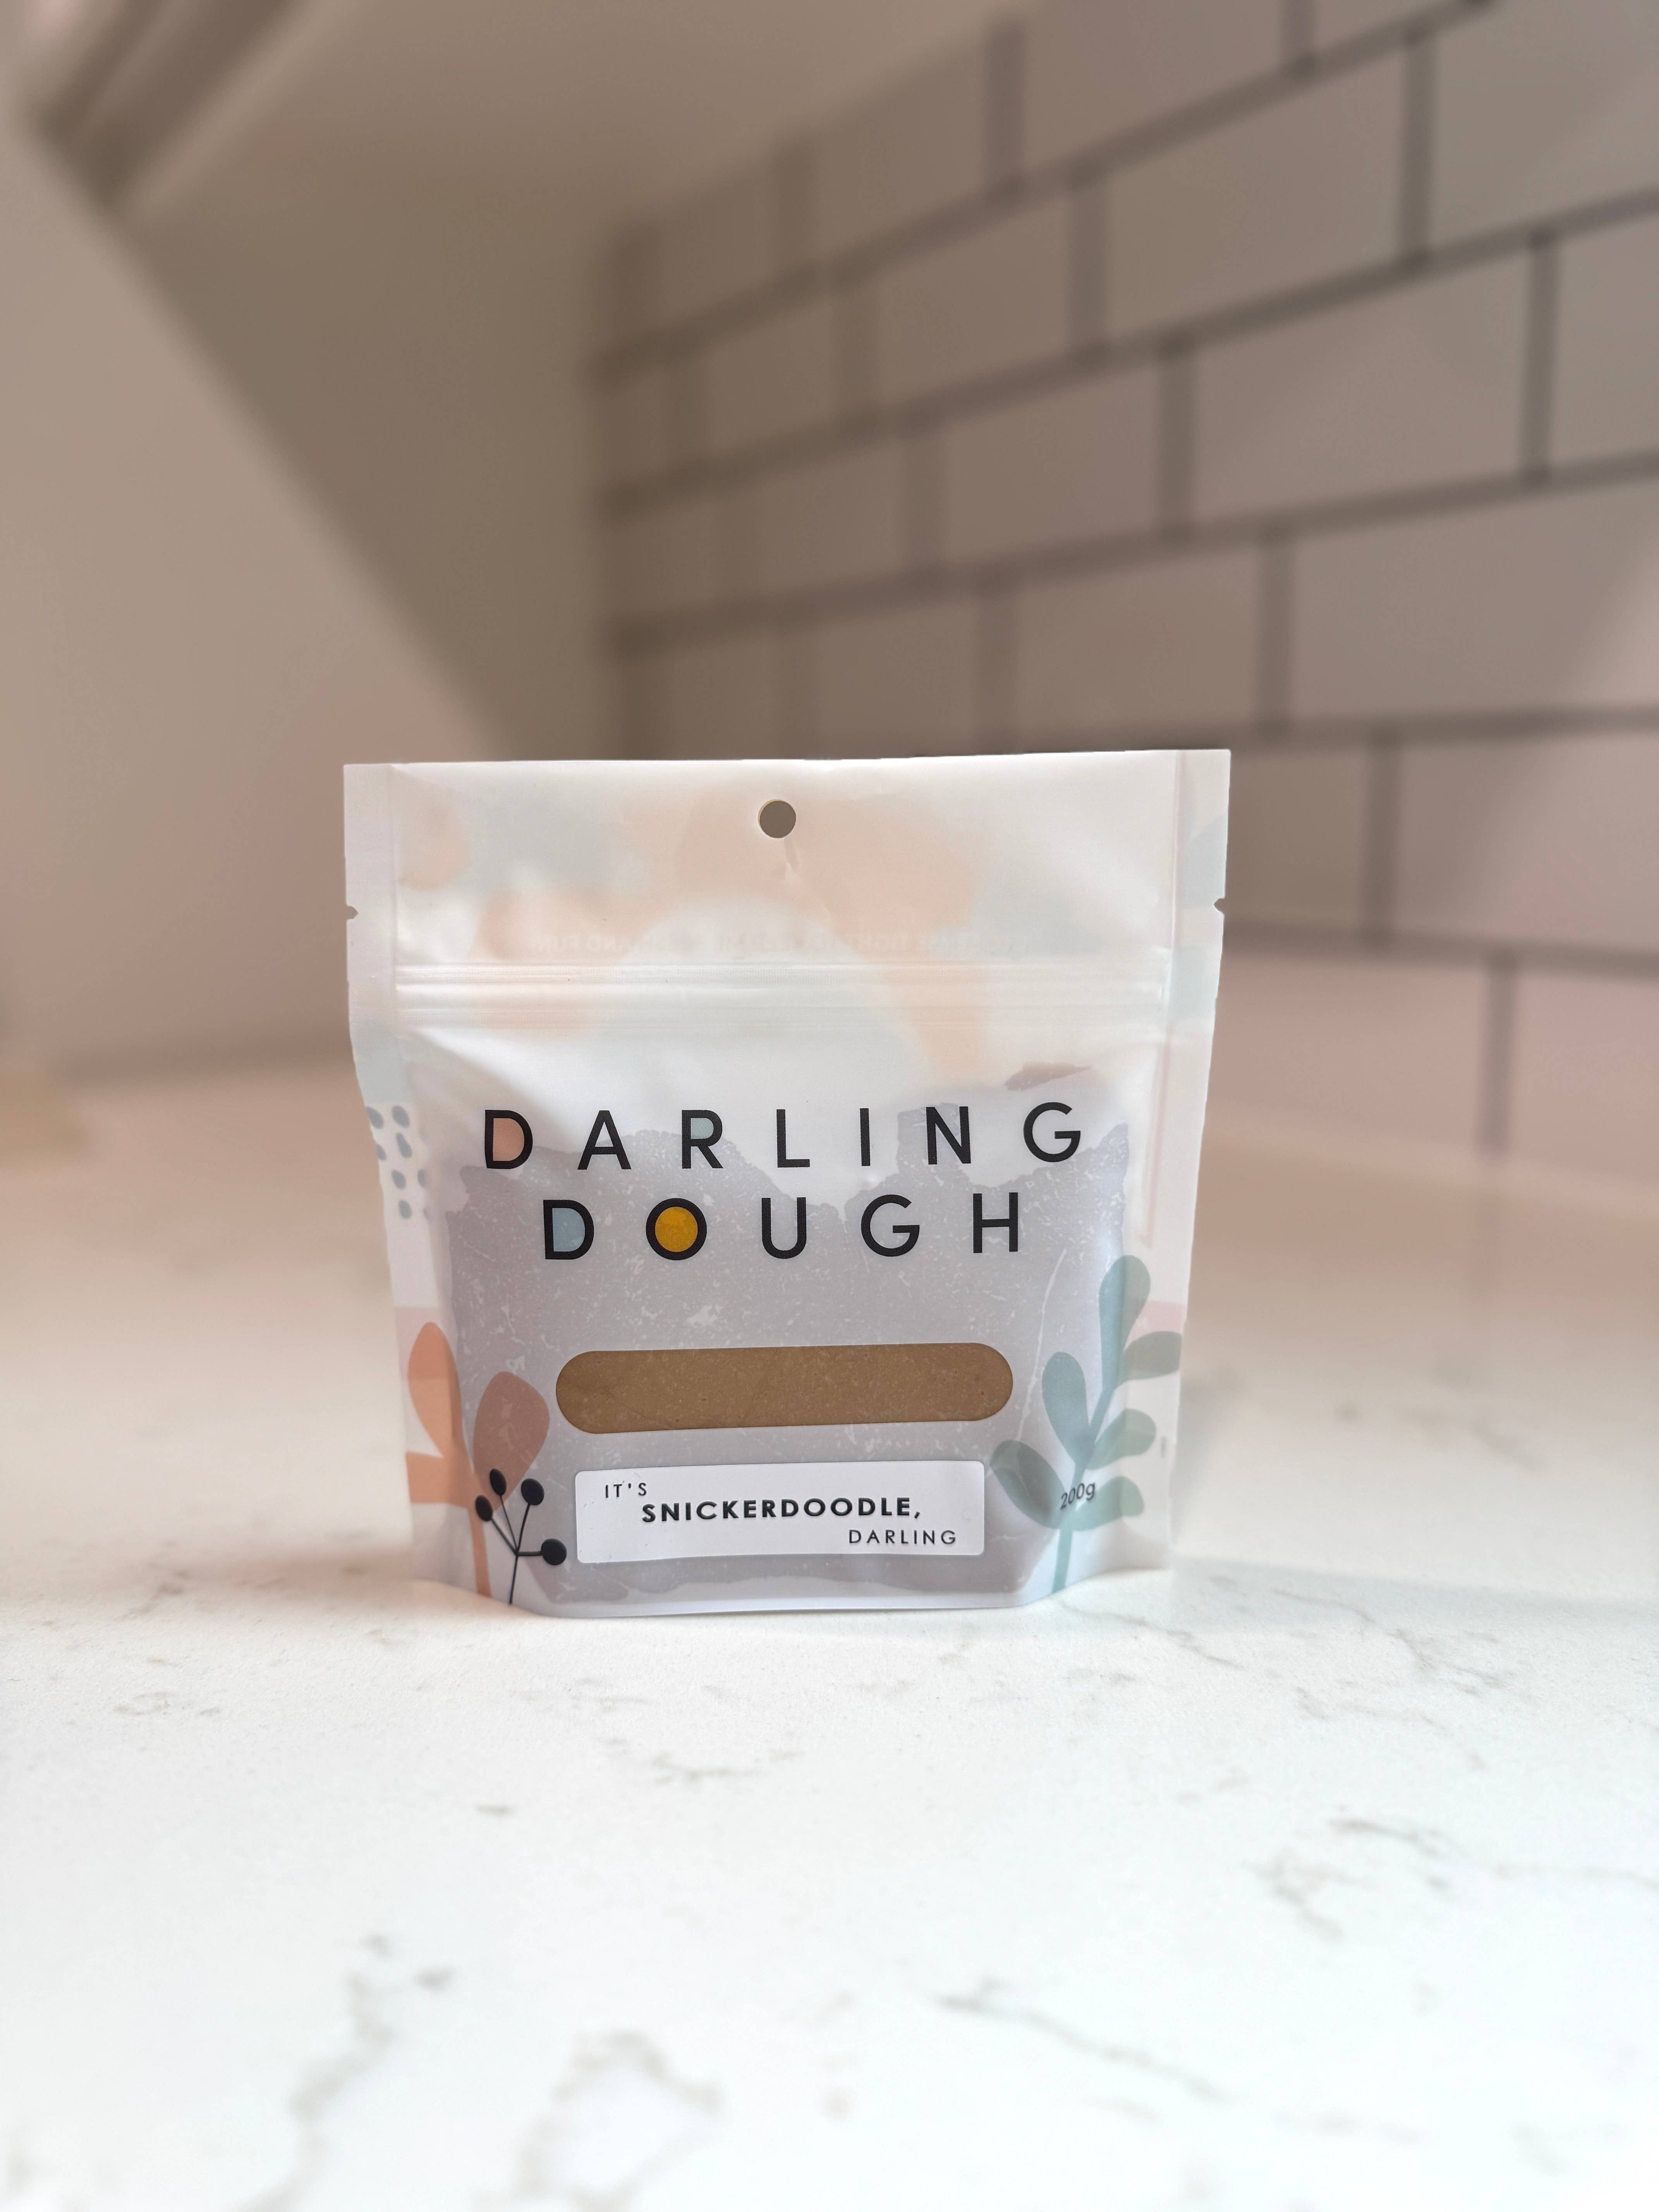 DARLING
DOUGH
IT'S
SNICKERDOODLE,
DARLING
200g